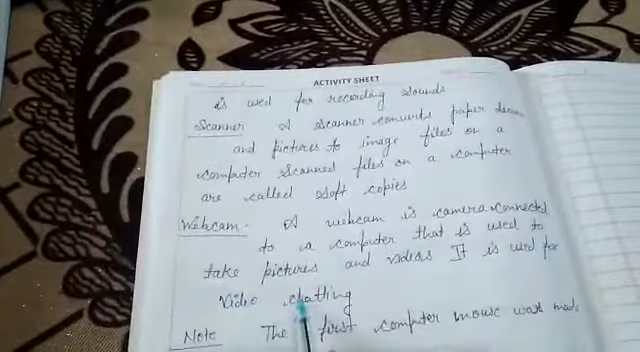 ACTIVITY SHEET
is used for recording sounds
Scanner A scanner converts paper
and pictures to image files on a
computer Scanned files on a computer
are called soft copies
Webcam - A webcam is camera connected
to a computer that is used to
take pictures and videos It is used for
video chatting
Note The first computer mouse was made